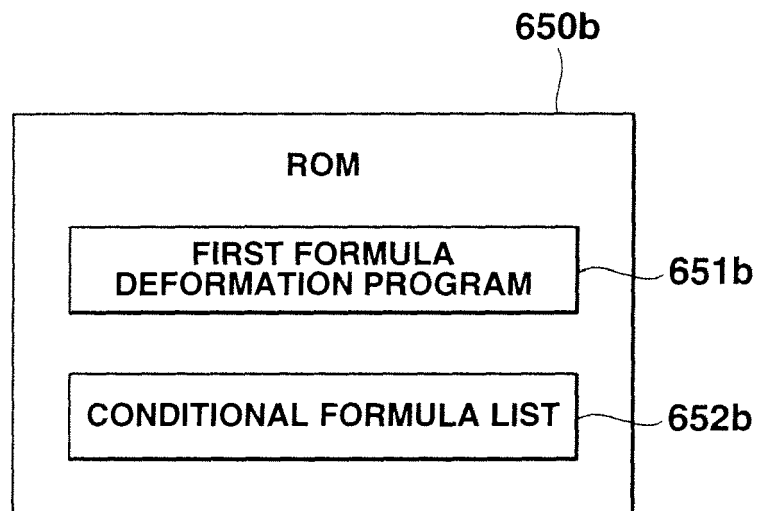 650b
ROM
FIRST FORMULA
DEFORMATION PROGRAM
651b
CONDITIONAL FORMULA LIST
652b